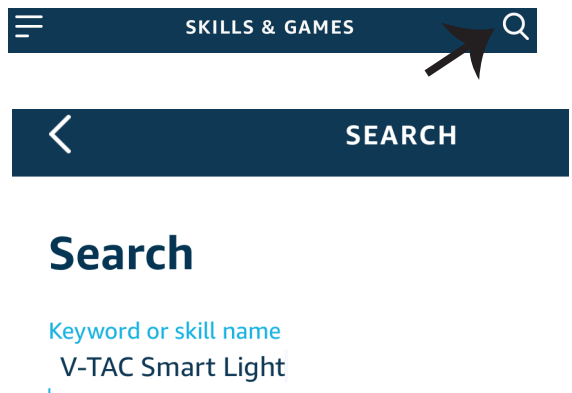 SKILLS & GAMES
SEARCH
Search
Keyword or skill name
V-TAC Smart Light